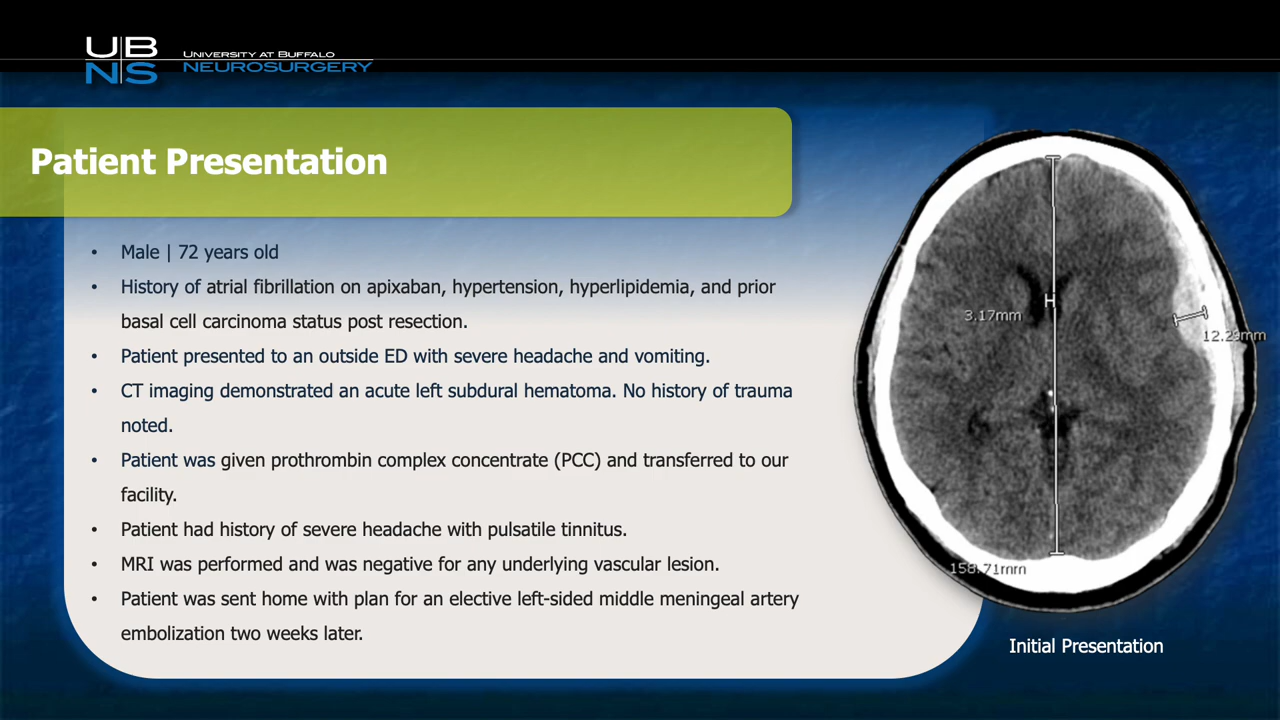 UB
NS
UNIVERSITY AT BUFFALO
NEUROSURGERY
Patient Presentation
• Male | 72 years old
• History of atrial fibrillation on apixaban, hypertension, hyperlipidemia, and prior
basal cell carcinoma status post resection.
• Patient presented to an outside ED with severe headache and vomiting.
• CT imaging demonstrated an acute left subdural hematoma. No history of trauma
noted.
• Patient was given prothrombin complex concentrate (PCC) and transferred to our
facility.
• Patient had history of severe headache with pulsatile tinnitus.
• MRI was performed and was negative for any underlying vascular lesion.
• Patient was sent home with plan for an elective left-sided middle meningeal artery
embolization two weeks later.
H
3.17mm
12.29mm
158.71mm
Initial Presentation